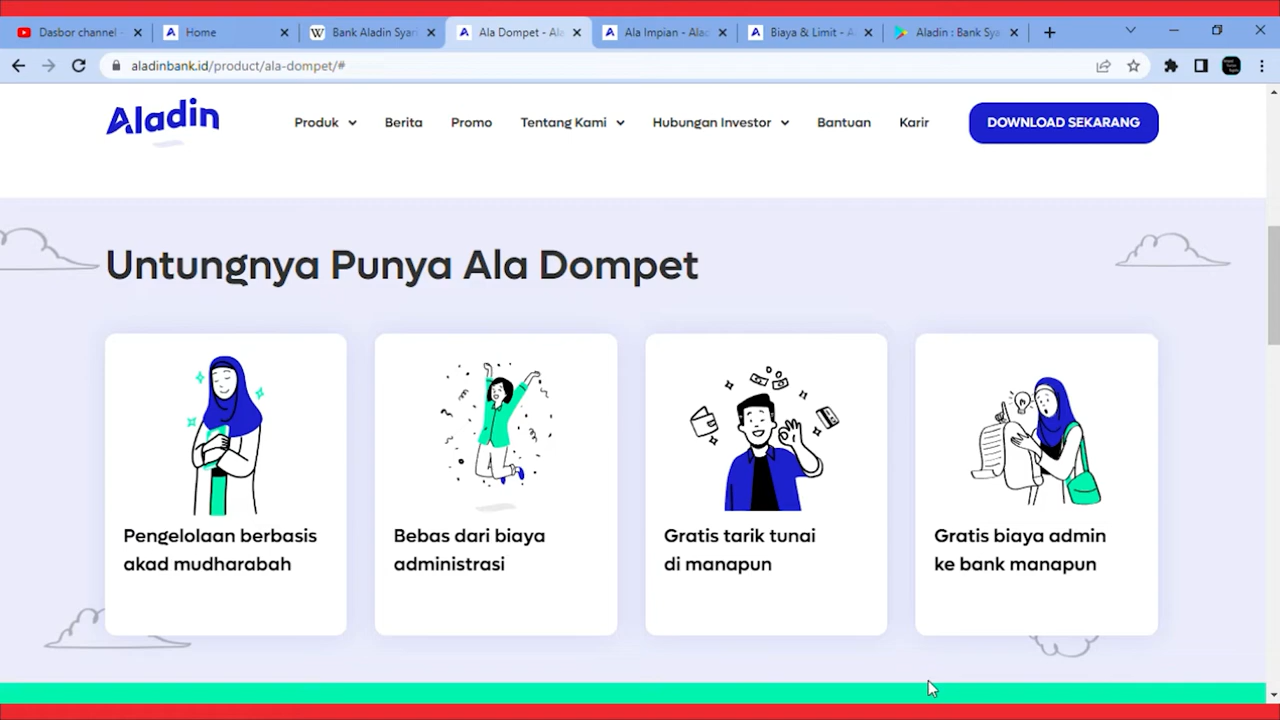 Dasbor channel -
Home
Bank Aladin Syari
Ala Dompet - Ala
Ala Impian - Alad
Biaya & Limit - A
Aladin : Bank Sya
aladinbank.id/product/ala-dompet/#
Aladin
Produk
Berita
Promo
Tentang Kami
Hubungan Investor
Bantuan
Karir
DOWNLOAD SEKARANG
Untungnya Punya Ala Dompet
Pengelolaan berbasis
akad mudharabah
Bebas dari biaya
administrasi
Gratis tarik tunai
di manapun
Gratis biaya admin
ke bank manapun